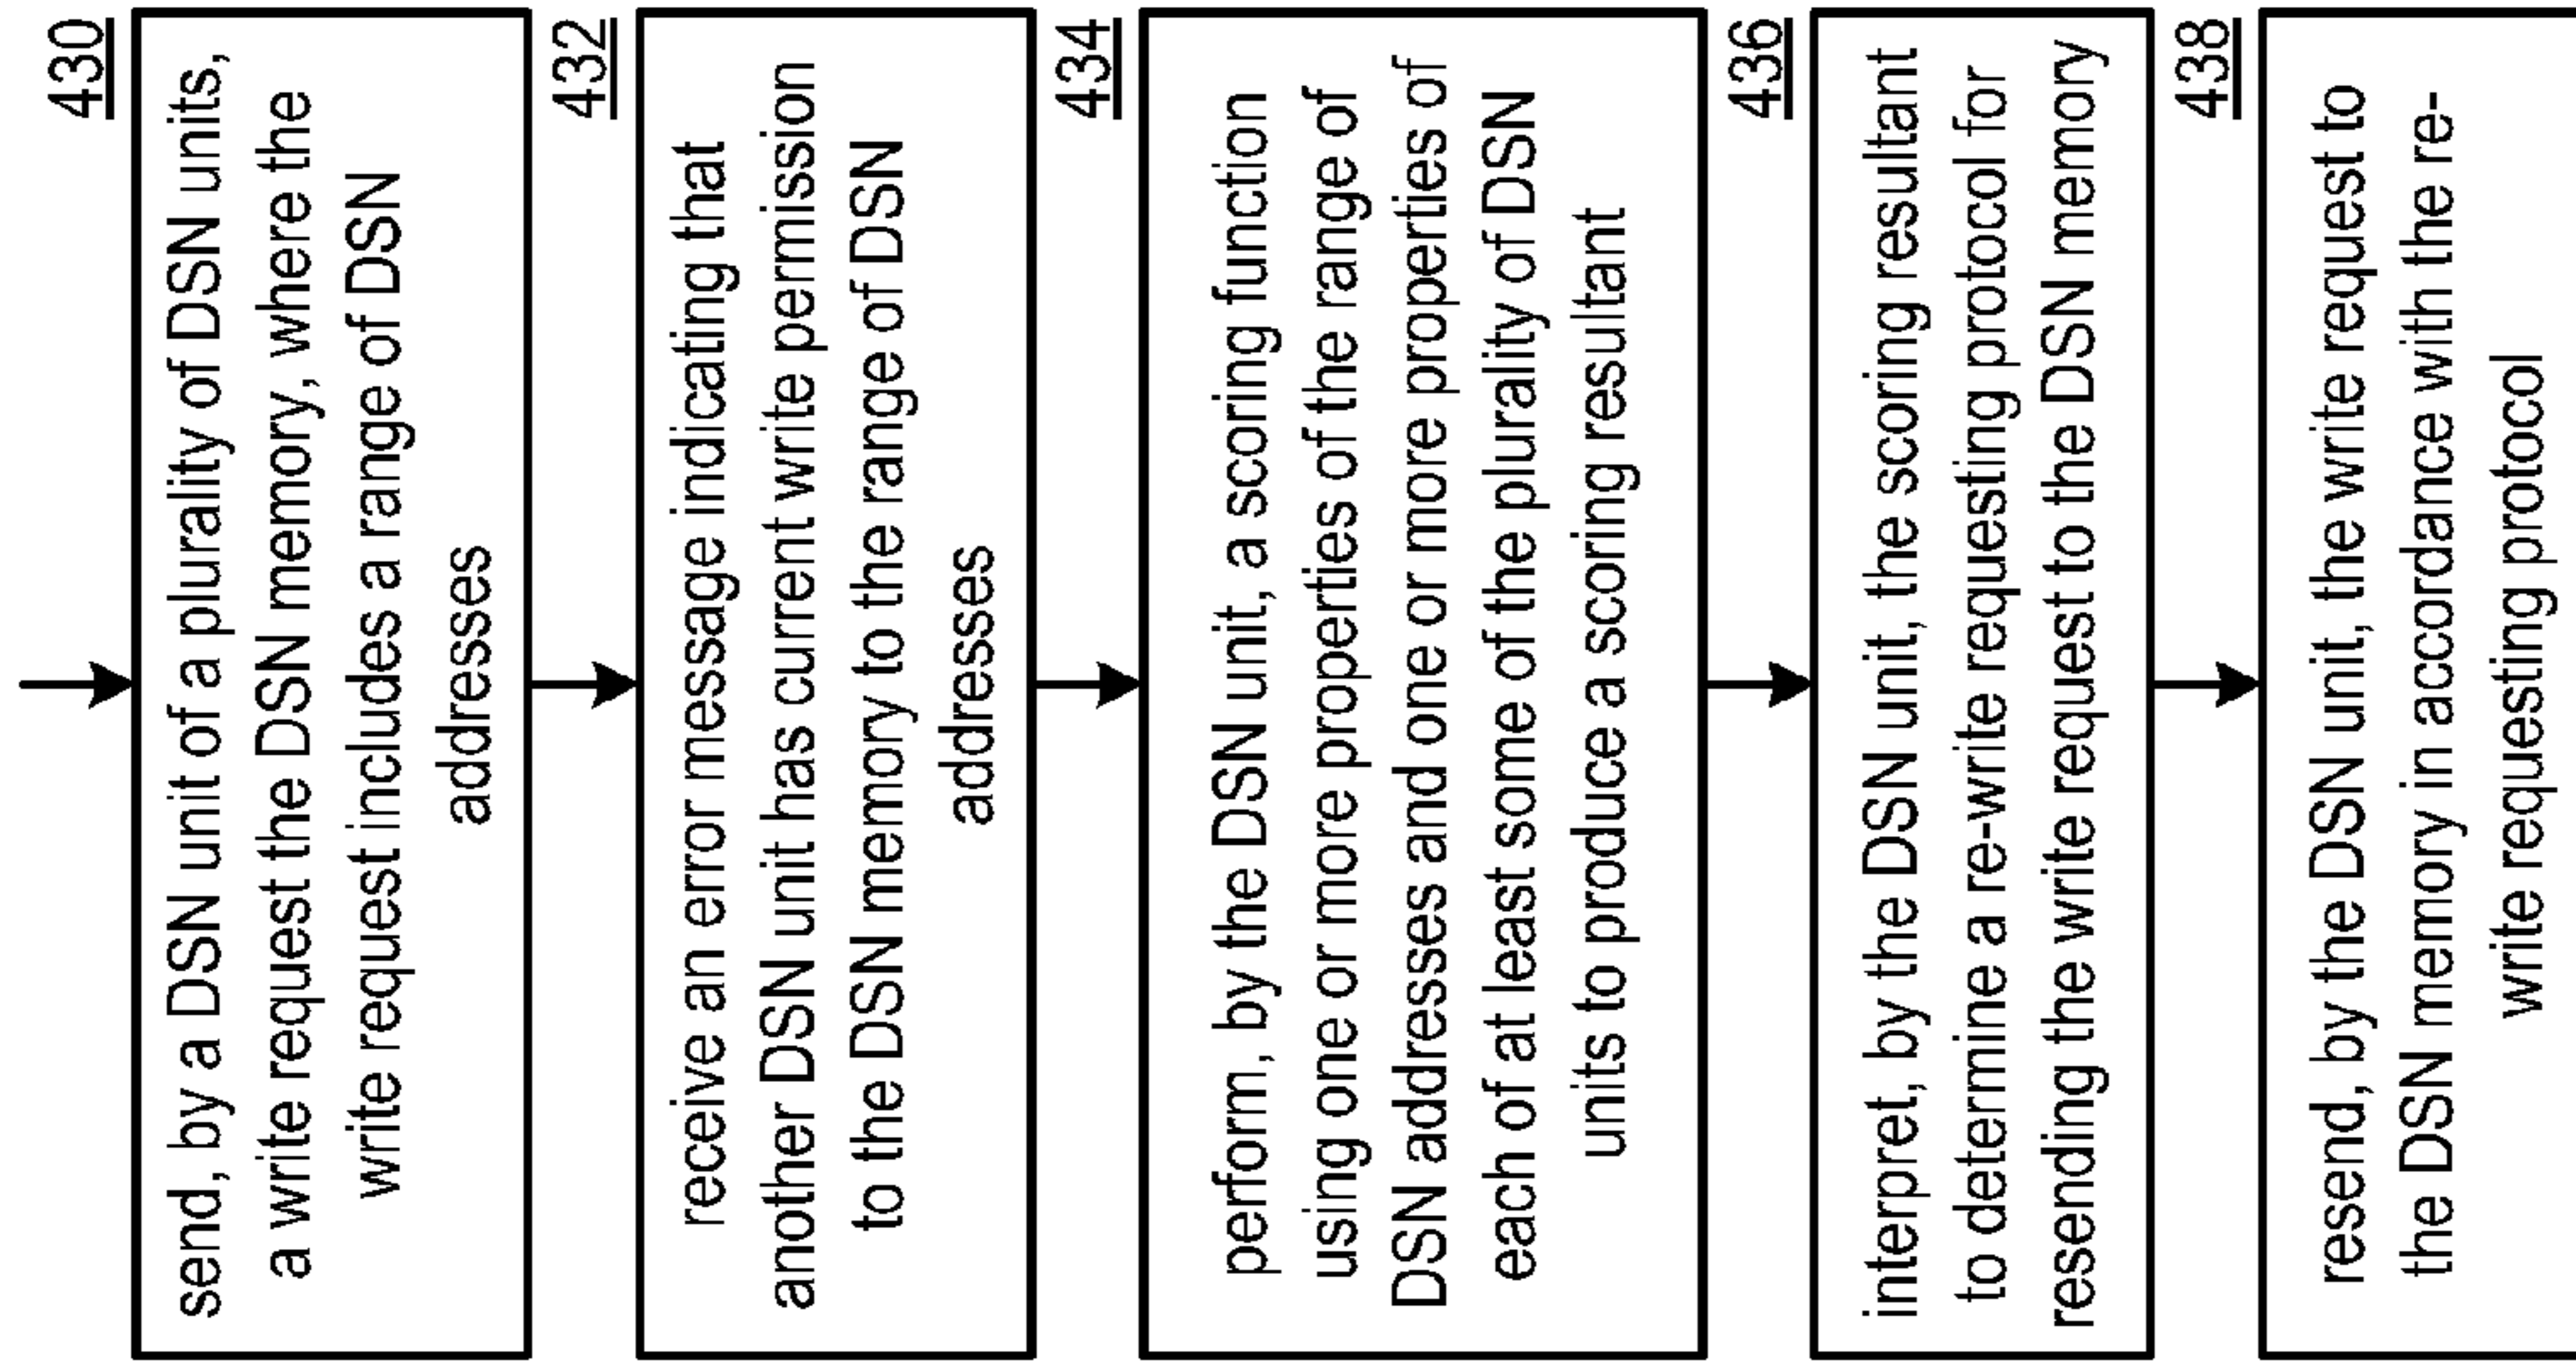 430
send, by a DSN unit of a plurality of DSN units,
a write request the DSN memory, where the
write request includes a range of DSN
addresses
432
receive an error message indicating that
another DSN unit has current write permission
to the DSN memory to the range of DSN
addresses
434
perform, by the DSN unit, a scoring function
using one or more properties of the range of
DSN addresses and one or more properties of
each of at least some of the plurality of DSN
units to produce a scoring resultant
436
interpret, by the DSN unit, the scoring resultant
to determine a re-write requesting protocol for
resending the write request to the DSN memory
438
resend, by the DSN unit, the write request to
the DSN memory in accordance with the re-
write requesting protocol